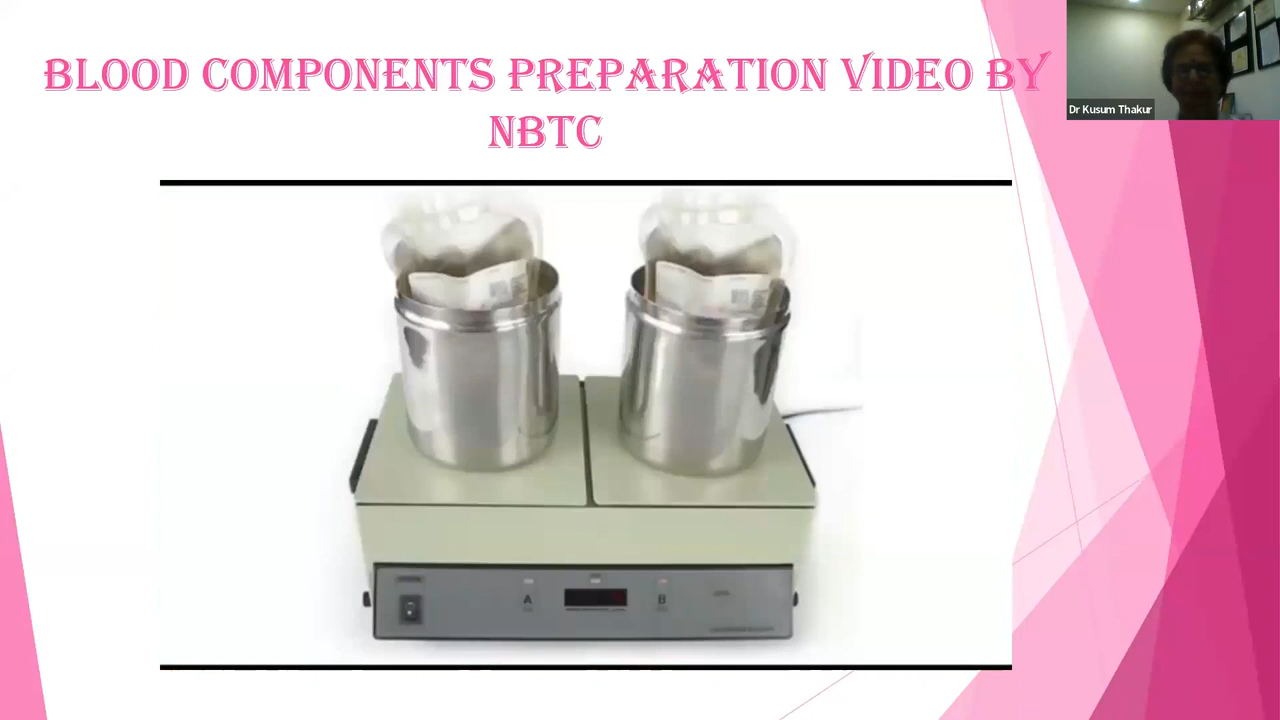 BLOOD COMPONENTS PREPARATION VIDEO BY
NBTC
Dr Kusum Thakur
A
B